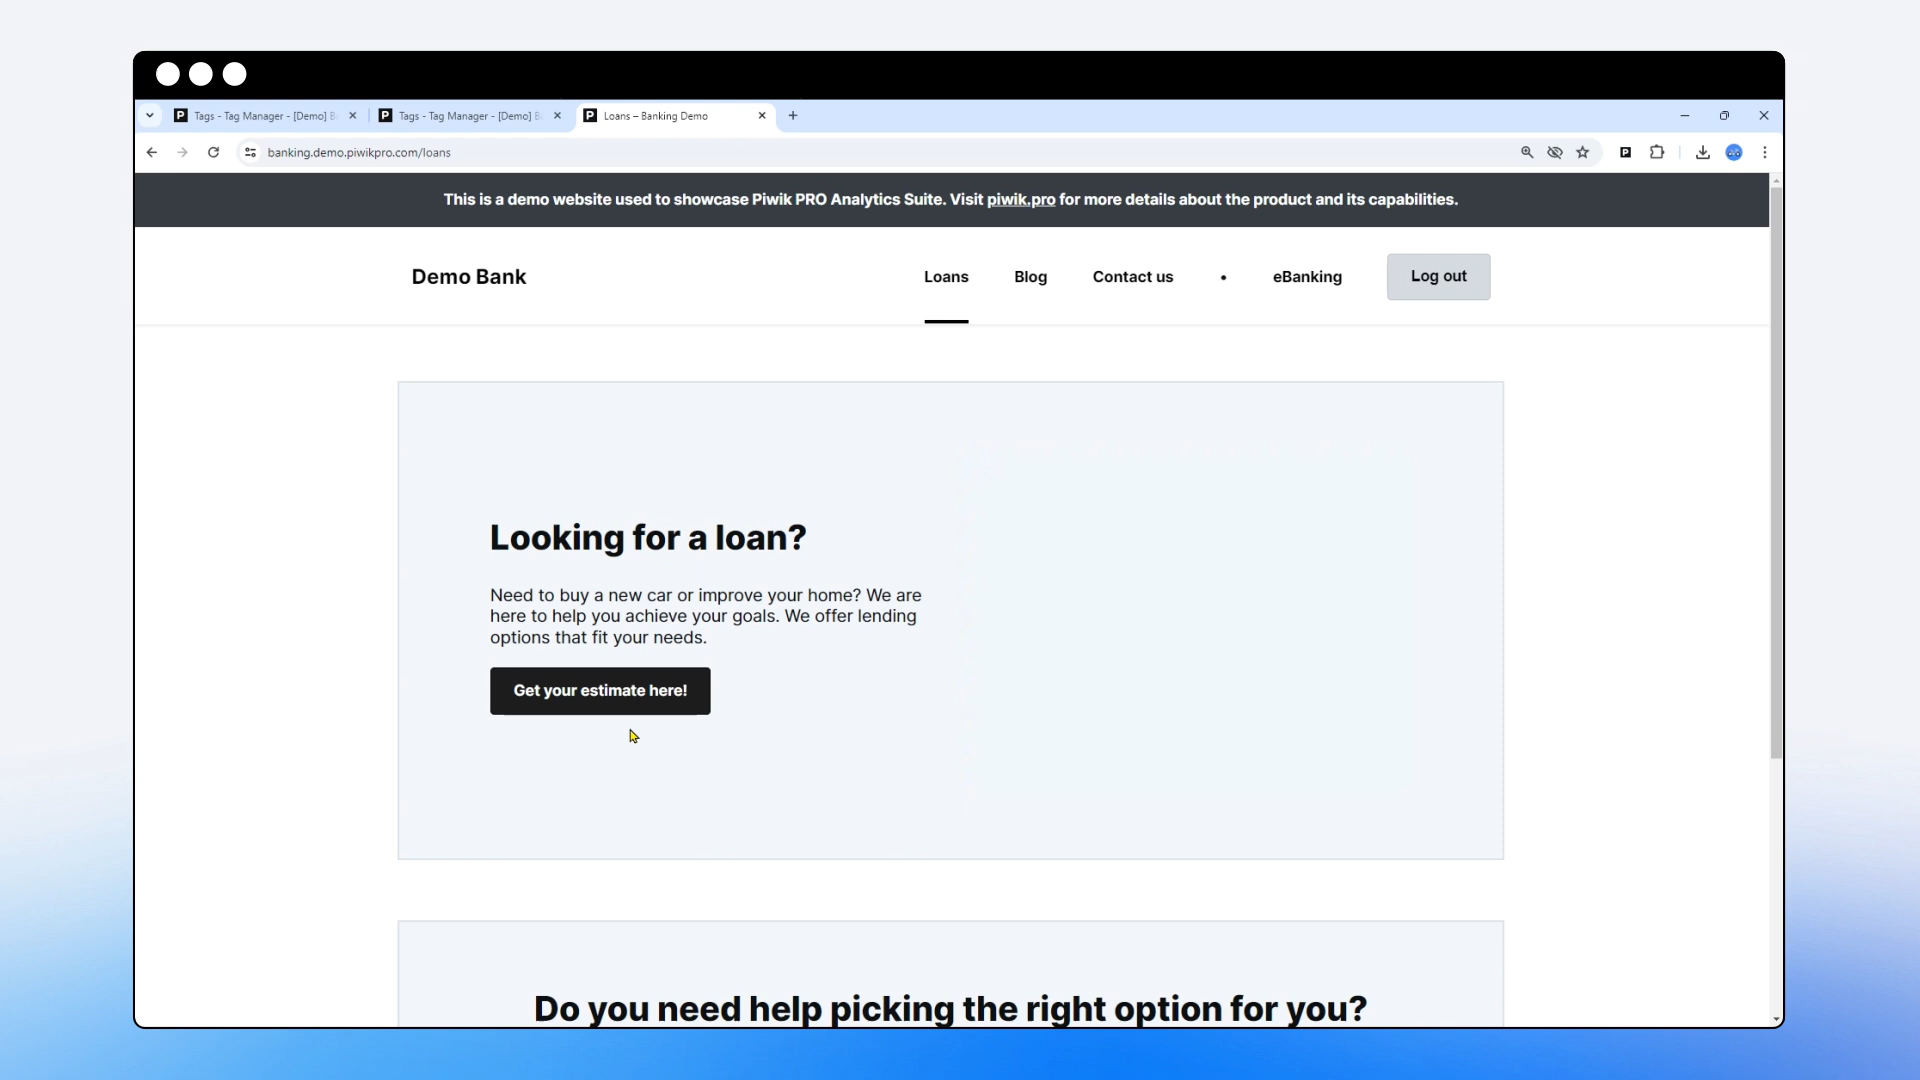 Tags - Tag Manager - [Demo] B
Tags - Tag Manager - [Demo] B
Loans – Banking Demo
banking.demo.piwikpro.com/loans
This is a demo website used to showcase Piwik PRO Analytics Suite. Visit piwik.pro for more details about the product and its capabilities.
Demo Bank
Loans
Blog
Contact us
•
eBanking
Log out
Looking for a loan?
Need to buy a new car or improve your home? We are
here to help you achieve your goals. We offer lending
options that fit your needs.
Get your estimate here!
Do you need help picking the right option for you?